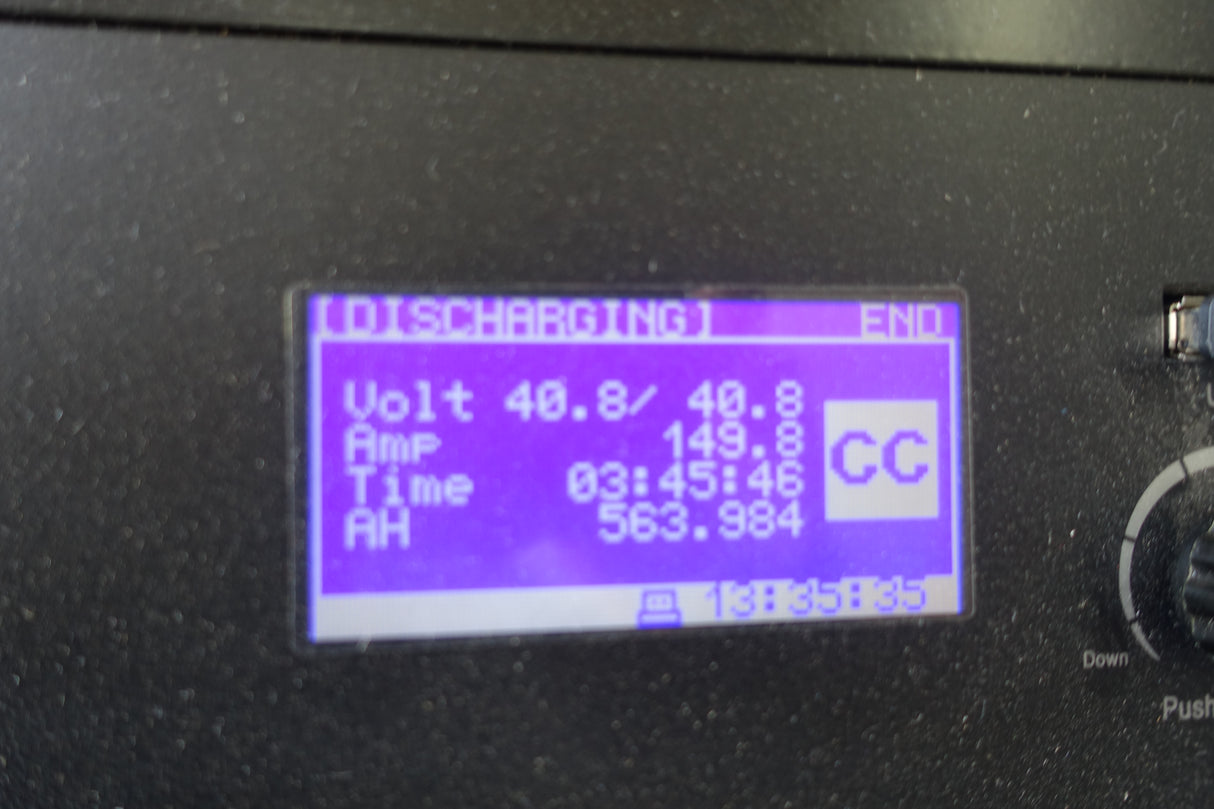 [DISCHARGING] END
Volt 40.8/ 40.8
Amp 149.8
CC
Time 03:45:46
AH 563.984
13:35:35
Down
Push